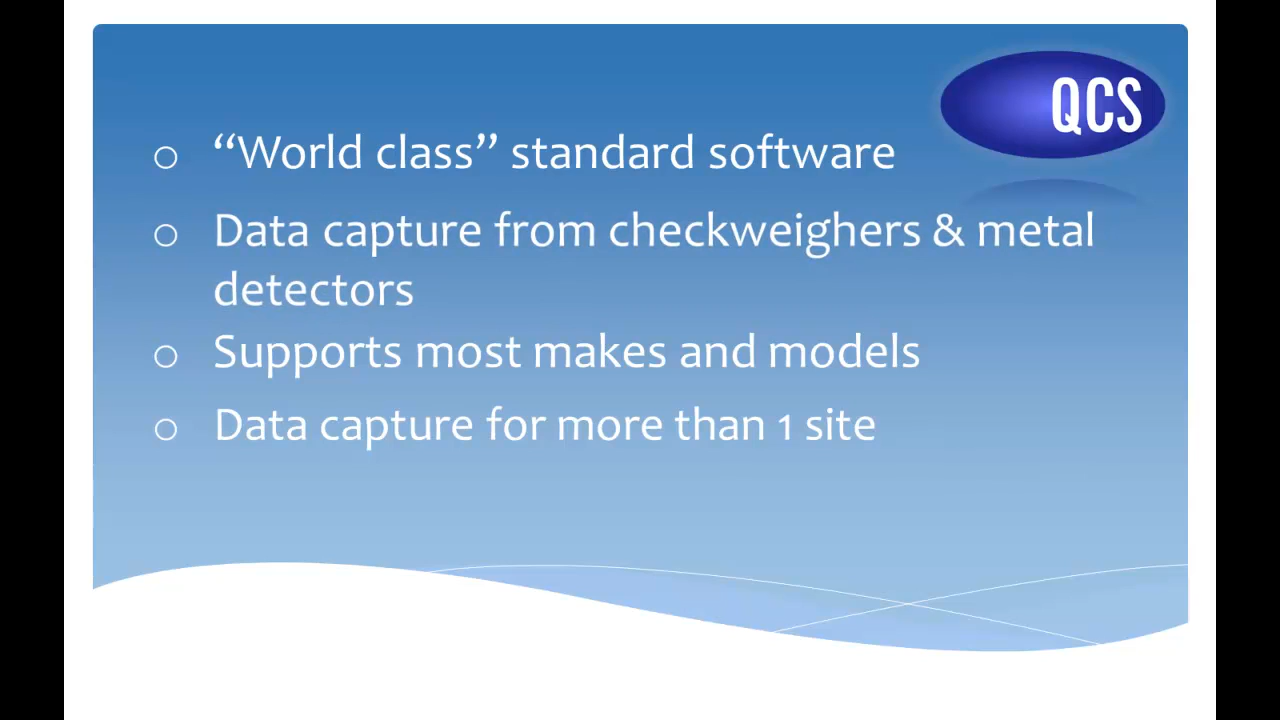 QCS
“World class” standard software
Data capture from checkweighers & metal
detectors
Supports most makes and models
Data capture for more than 1 site